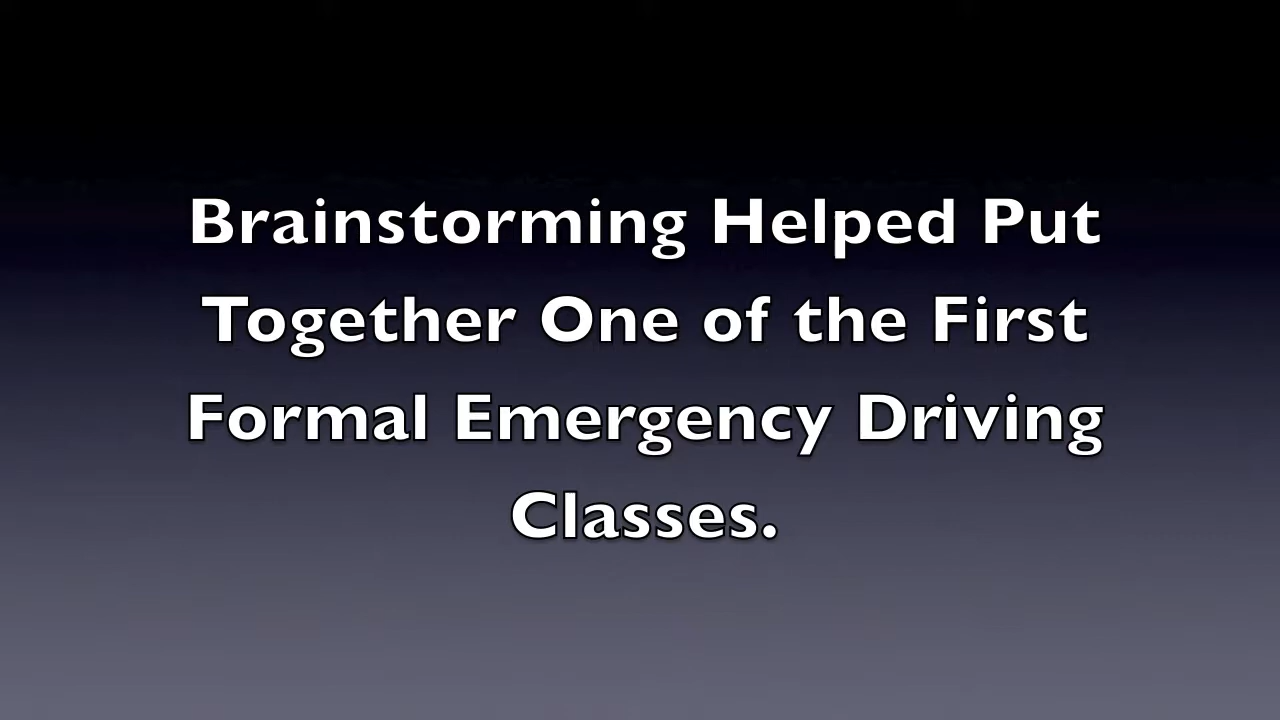 Brainstorming Helped Put
Together One of the First
Formal Emergency Driving
Classes.